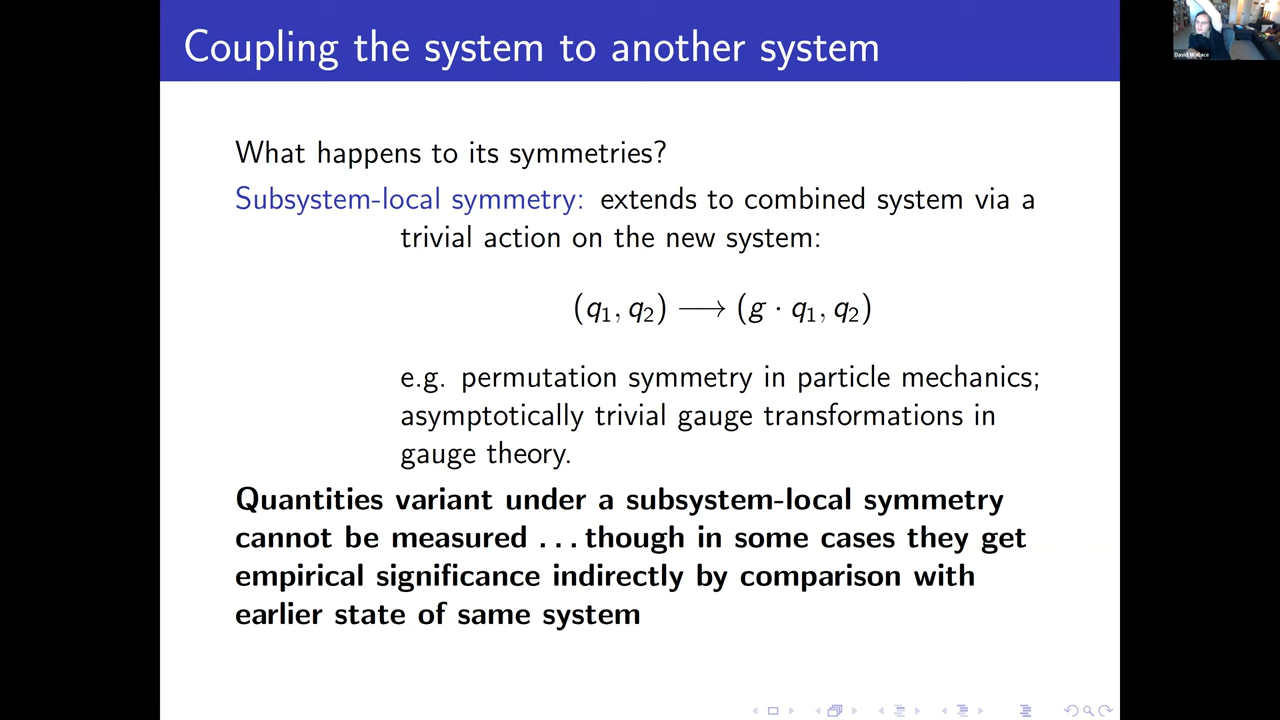 Coupling the system to another system
David Wallace
What happens to its symmetries?
Subsystem-local symmetry: extends to combined system via a
trivial action on the new system:
(q₁, q₂) ⟶ (g · q₁, q₂)
e.g. permutation symmetry in particle mechanics;
asymptotically trivial gauge transformations in
gauge theory.
Quantities variant under a subsystem-local symmetry
cannot be measured . . . though in some cases they get
empirical significance indirectly by comparison with
earlier state of same system